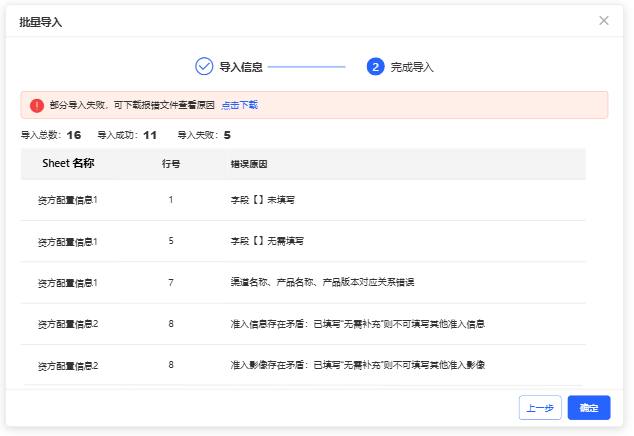 批量导入
导入信息 2 完成导入
部分导入失败，可下载报错文件查看原因 点击下载
导入总数：16 导入成功：11 导入失败：5
Sheet 名称 行号 错误原因
资方配置信息1 1 字段【】未填写
资方配置信息1 5 字段【】无需填写
资方配置信息1 7 渠道名称、产品名称、产品版本对应关系错误
资方配置信息2 8 准入信息存在矛盾：已填写“无需补充”则不可填写其他准入信息
资方配置信息2 8 准入影像存在矛盾：已填写“无需补充”则不可填写其他准入影像
上一步 确定